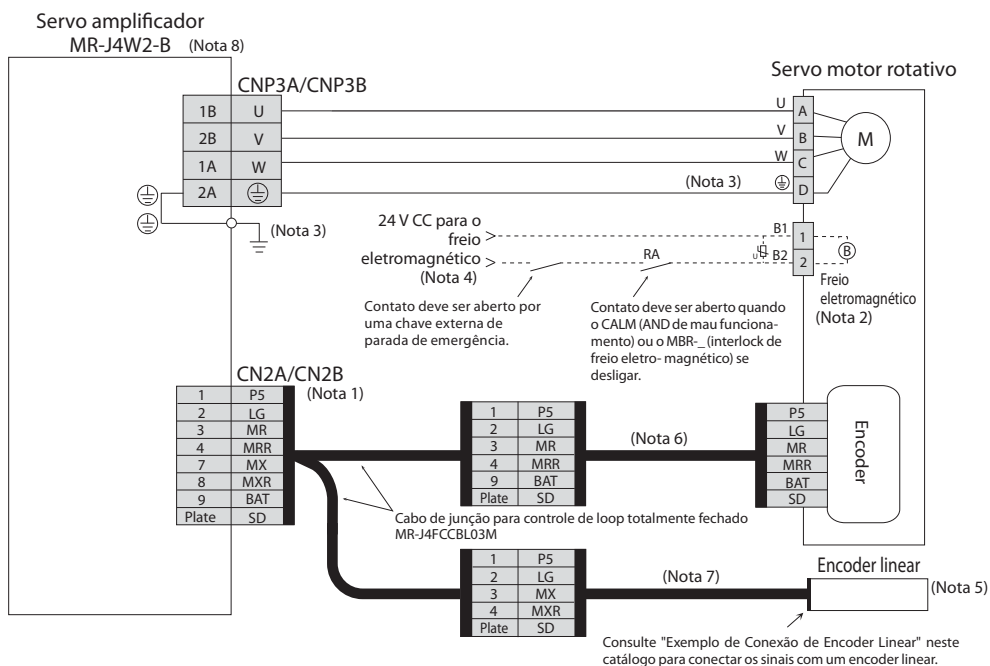 Servo amplificador
MR-J4W2-B (Nota 8)
CNP3A/CNP3B
1B U
2B V
1A W
2A
(Nota 3)
Servo motor rotativo
U A
V B
W C
(Nota 3) D
M
24 V CC para o
freio
eletromagnético
(Nota 4)
RA
B1 1
B2 2
U
B
Freio
eletromagnético
(Nota 2)
Contato deve ser aberto por
uma chave externa de
parada de emergência.
Contato deve ser aberto quando
o CALM (AND de mau funciona-
mento) ou o MBR-_ (interlock de
freio eletro- magnético) se
desligar.
CN2A/CN2B
(Nota 1)
1 P5
2 LG
3 MR
4 MRR
7 MX
8 MXR
9 BAT
Plate SD
1 P5
2 LG
3 MR
4 MRR
9 BAT
Plate SD
(Nota 6)
P5
LG
MR
MRR
BAT
SD
Encoder
Cabo de junção para controle de loop totalmente fechado
MR-J4FCCBL03M
1 P5
2 LG
3 MX
4 MXR
Plate SD
(Nota 7)
Encoder linear
(Nota 5)
Consulte "Exemplo de Conexão de Encoder Linear" neste
catálogo para conectar os sinais com um encoder linear.